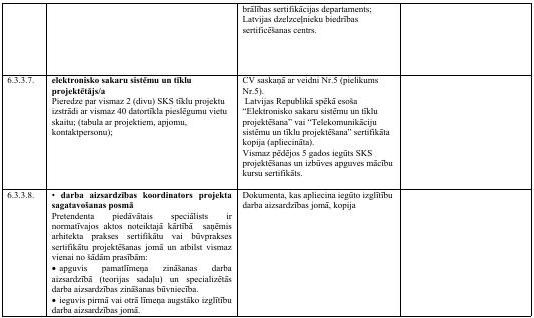 brālības sertifikācijas departaments;
Latvijas dzelzceļnieku biedrības
sertificēšanas centrs.
6.3.3.7.
elektronisko sakaru sistēmu un tīklu
projektētājs/a
Pieredze par vismaz 2 (divu) SKS tīklu projektu
izstrādi ar vismaz 40 datortīkla pieslēgumu vietu
skaitu; (tabula ar projektiem, apjomu,
kontaktpersonu);
CV saskaņā ar veidni Nr.5 (pielikums
Nr.5).
Latvijas Republikā spēkā esoša
“Elektronisko sakaru sistēmu un tīklu
projektēšana” vai “Telekomunikāciju
sistēmu un tīklu projektēšana” sertifikāta
kopija (apliecināta).
Vismaz pēdējos 5 gados iegūts SKS
projektēšanas un izbūves apguves mācību
kursu sertifikāts.
6.3.3.8.
• darba aizsardzības koordinators projekta
sagatavošanas posmā
Pretendenta piedāvātais speciālists ir
normatīvajos aktos noteiktajā kārtībā saņēmis
arhitekta prakses sertifikātu vai būvprakses
sertifikātu projektēšanas jomā un atbilst vismaz
vienai no šādām prasībām:
• apguvis pamatlīmeņa zināšanas darba
aizsardzībā (teorijas sadaļu) un specializētās
darba aizsardzības zināšanas būvniecība.
• ieguvis pirmā vai otrā līmeņa augstāko izglītību
darba aizsardzības jomā.
Dokumenta, kas apliecina iegūto izglītību
darba aizsardzības jomā, kopija